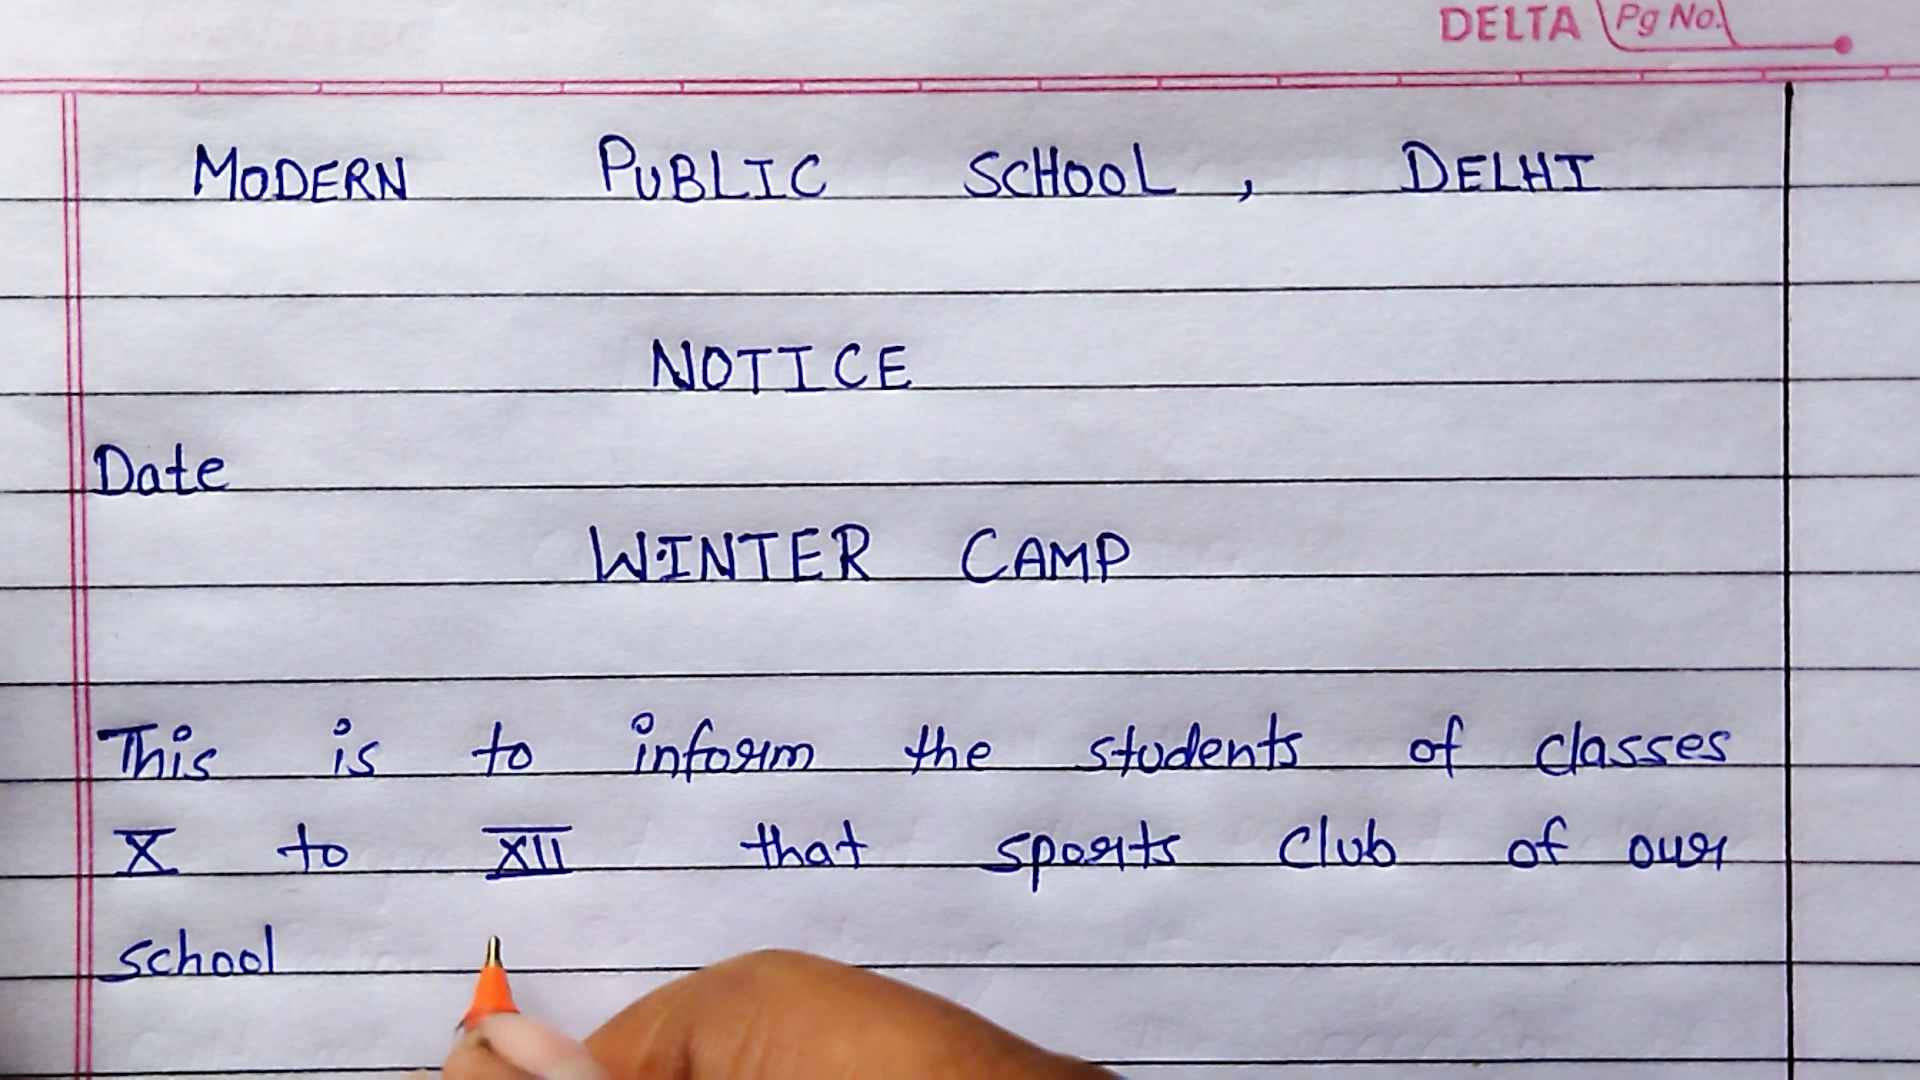 DELTA Pg No.
MODERN PUBLIC SCHOOL, DELHI
NOTICE
Date
WINTER CAMP
This is to inform the students of classes
X to XII that sports club of our
school